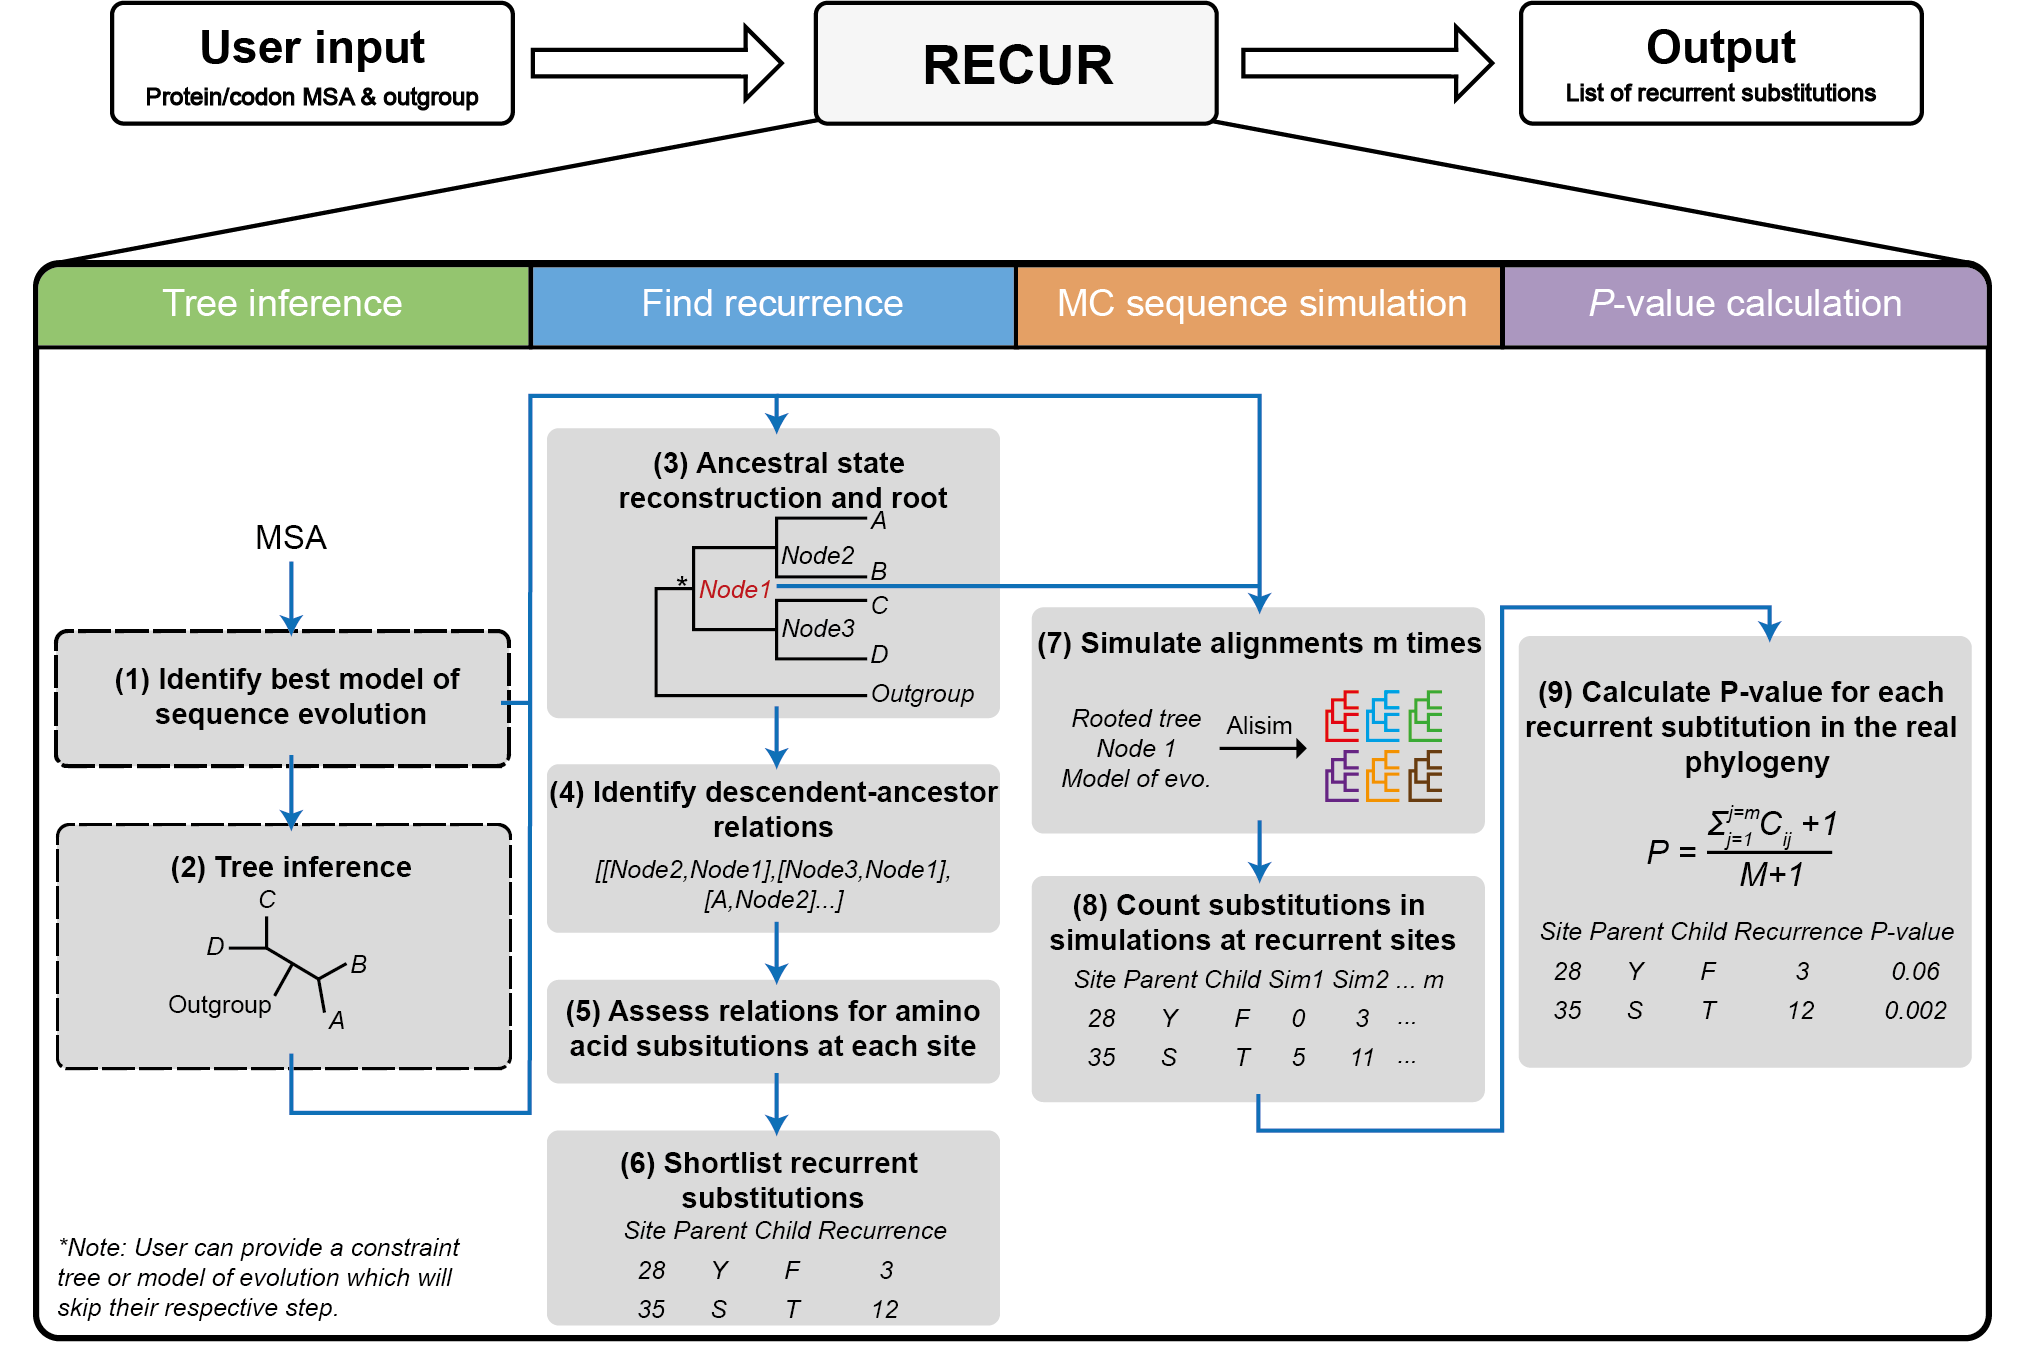 User input
Protein/codon MSA & outgroup
RECUR
Output
List of recurrent substitutions
Tree inference
Find recurrence
MC sequence simulation
P-value calculation
MSA
(1) Identify best model of
sequence evolution
(2) Tree inference
C
D
B
Outgroup
A
*Note: User can provide a constraint
tree or model of evolution which will
skip their respective step.
(3) Ancestral state
reconstruction and root
A
Node2
B
* Node1
C
Node3
D
Outgroup
(4) Identify descendent-ancestor
relations
[[Node2,Node1],[Node3,Node1],
[A,Node2]...]
(5) Assess relations for amino
acid subsitutions at each site
(6) Shortlist recurrent
substitutions
Site Parent Child Recurrence
28 Y F 3
35 S T 12
(7) Simulate alignments m times
Rooted tree
Node 1
Model of evo.
Alisim
(8) Count substitutions in
simulations at recurrent sites
Site Parent Child Sim1 Sim2 ... m
28 Y F 0 3 ...
35 S T 5 11 ...
(9) Calculate P-value for each
recurrent subtitution in the real
phylogeny
P = Σ j=m j=1 C ij +1
M+1
Site Parent Child Recurrence P-value
28 Y F 3 0.06
35 S T 12 0.002